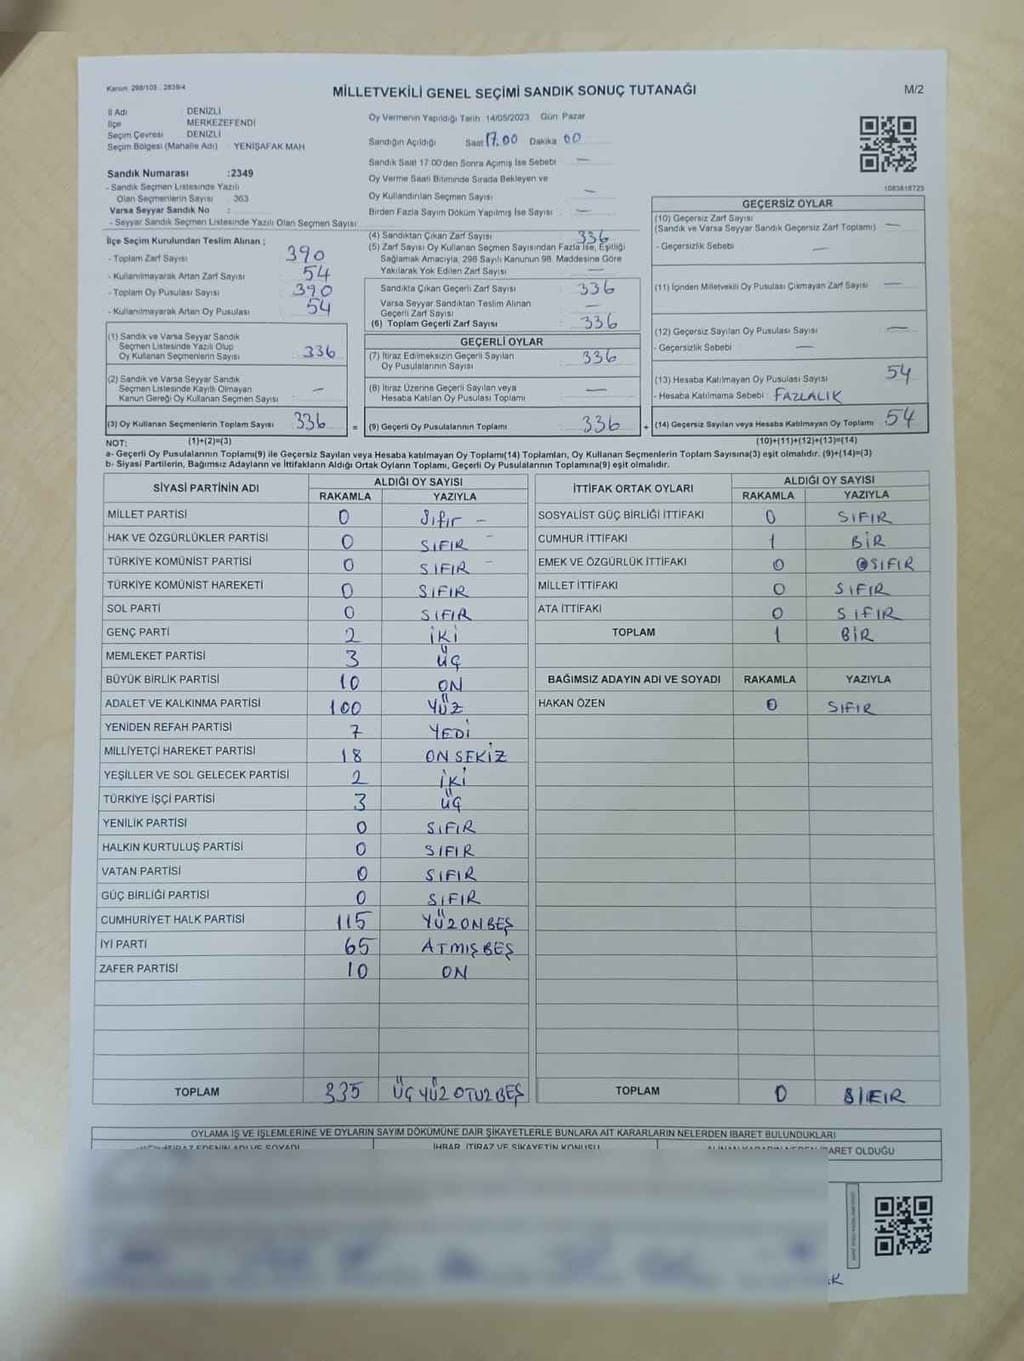 Kanun: 298/103 : 2839/4
MİLLETVEKİLİ GENEL SEÇİMİ SANDIK SONUÇ TUTANAĞI
M/2
İl Adı DENİZLİ
İlçe MERKEZEFENDİ
Seçim Çevresi DENİZLİ
Seçim Bölgesi (Mahalle Adı) YENİŞAFAK MAH
Sandık Numarası :2349
- Sandık Seçmen Listesinde Yazılı
Olan Seçmenlerin Sayısı : 363
Varsa Seyyar Sandık No :
- Seyyar Sandık Seçmen Listesinde Yazılı Olan Seçmen Sayısı
Oy Vermenin Yapıldığı Tarih 14/05/2023 Gün Pazar
Sandığın Açıldığı Saat 17.00 Dakika 00
Sandık Saat 17 00'den Sonra Açılmış İse Sebebi —
Oy Verme Saati Bitiminde Sırada Bekleyen ve
Oy Kullandırılan Seçmen Sayısı —
Birden Fazla Sayım Döküm Yapılmış İse Sayısı —
1083818723
İlçe Seçim Kurulundan Teslim Alınan ;
- Toplam Zarf Sayısı 390
- Kullanılmayarak Artan Zarf Sayısı 54
- Toplam Oy Pusulası Sayısı 390
- Kullanılmayarak Artan Oy Pusulası 54
(1) Sandık ve Varsa Seyyar Sandık
Seçmen Listesinde Yazılı Olup
Oy Kullanan Seçmenlerin Sayısı 336
(2) Sandık ve Varsa Seyyar Sandık
Seçmen Listesinde Kayıtlı Olmayan
Kanun Gereği Oy Kullanan Seçmen Sayısı —
(3) Oy Kullanan Seçmenlerin Toplam Sayısı 336 =
(4) Sandıktan Çıkan Zarf Sayısı 336
(5) Zarf Sayısı Oy Kullanan Seçmen Sayısından Fazla İse, Eşitliği
Sağlamak Amacıyla, 298 Sayılı Kanunun 98. Maddesine Göre
Yakılarak Yok Edilen Zarf Sayısı —
Sandıkta Çıkan Geçerli Zarf Sayısı 336
Varsa Seyyar Sandıktan Teslim Alınan
Geçerli Zarf Sayısı —
(6) Toplam Geçerli Zarf Sayısı 336
GEÇERLİ OYLAR
(7) İtiraz Edilmeksizin Geçerli Sayılan
Oy Pusulalarının Sayısı 336
(8) İtiraz Üzerine Geçerli Sayılan veya
Hesaba Katılan Oy Pusulası Toplamı —
(9) Geçerli Oy Pusulalarının Toplamı 336 +
GEÇERSİZ OYLAR
(10) Geçersiz Zarf Sayısı
(Sandık ve Varsa Seyyar Sandık Geçersiz Zarf Toplamı) —
- Geçersizlik Sebebi —
(11) İçinden Milletvekili Oy Pusulası Çıkmayan Zarf Sayısı —
(12) Geçersiz Sayılan Oy Pusulası Sayısı —
- Geçersizlik Sebebi —
(13) Hesaba Katılmayan Oy Pusulası Sayısı 54
- Hesaba Katılmama Sebebi : FAZLALIK
(14) Geçersiz Sayılan veya Hesaba Katılmayan Oy Toplamı 54
NOT: (1)+(2)=(3) (10)+(11)+(12)+(13)=(14)
a- Geçerli Oy Pusulalarının Toplamı(9) ile Geçersiz Sayılan veya Hesaba katılmayan Oy Toplamı(14) Toplamları, Oy Kullanan Seçmenlerin Toplam Sayısına(3) eşit olmalıdır. (9)+(14)=(3)
b- Siyasi Partilerin, Bağımsız Adayların ve İttifakların Aldığı Ortak Oyların Toplamı, Geçerli Oy Pusulalarının Toplamına(9) eşit olmalıdır.
SİYASİ PARTİNİN ADI ALDIĞI OY SAYISI
RAKAMLA YAZIYLA
MİLLET PARTİSİ 0 Sıfır –
HAK VE ÖZGÜRLÜKLER PARTİSİ 0 SIFIR –
TÜRKİYE KOMÜNİST PARTİSİ 0 SIFIR –
TÜRKİYE KOMÜNİST HAREKETİ 0 SIFIR
SOL PARTİ 0 SIFIR
GENÇ PARTİ 2 İKİ
MEMLEKET PARTİSİ 3 ÜÇ
BÜYÜK BİRLİK PARTİSİ 10 ON
ADALET VE KALKINMA PARTİSİ 100 YÜZ
YENİDEN REFAH PARTİSİ 7 YEDİ
MİLLİYETÇİ HAREKET PARTİSİ 18 ON SEKİZ
YEŞİLLER VE SOL GELECEK PARTİSİ 2 İKİ
TÜRKİYE İŞÇİ PARTİSİ 3 ÜÇ
YENİLİK PARTİSİ 0 SIFIR
HALKIN KURTULUŞ PARTİSİ 0 SIFIR
VATAN PARTİSİ 0 SIFIR
GÜÇ BİRLİĞİ PARTİSİ 0 SIFIR
CUMHURİYET HALK PARTİSİ 115 YÜZONBEŞ
İYİ PARTİ 65 ATMIŞBEŞ
ZAFER PARTİSİ 10 ON
TOPLAM 335 ÜÇYÜZOTUZBEŞ
İTTİFAK ORTAK OYLARI ALDIĞI OY SAYISI
RAKAMLA YAZIYLA
SOSYALİST GÜÇ BİRLİĞİ İTTİFAKI 0 SIFIR
CUMHUR İTTİFAKI 1 BİR
EMEK VE ÖZGÜRLÜK İTTİFAKI 0 SIFIR
MİLLET İTTİFAKI 0 SIFIR
ATA İTTİFAKI 0 SIFIR
TOPLAM 1 BİR
BAĞIMSIZ ADAYIN ADI VE SOYADI RAKAMLA YAZIYLA
HAKAN ÖZEN 0 SIFIR
TOPLAM 0 SIFIR
OYLAMA İŞ VE İŞLEMLERİNE VE OYLARIN SAYIM DÖKÜMÜNE DAİR ŞİKAYETLERLE BUNLARA AİT KARARLARIN NELERDEN İBARET BULUNDUKLARI
İHBAR, İTİRAZ VE ŞİKAYETİN KONUSU